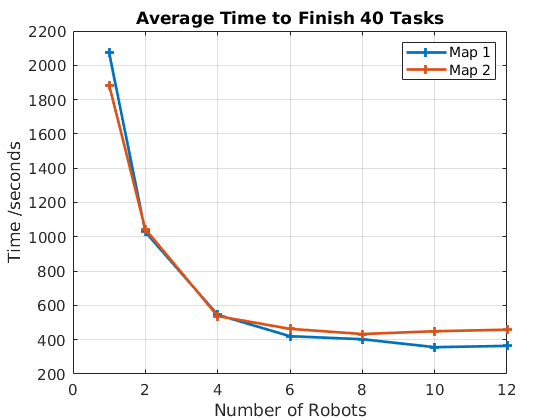 Average Time to Finish 40 Tasks
2200
2000
1800
1600
1400
1200
1000
800
600
400
200
Time /seconds
Map 1
Map 2
0 2 4 6 8 10 12
Number of Robots